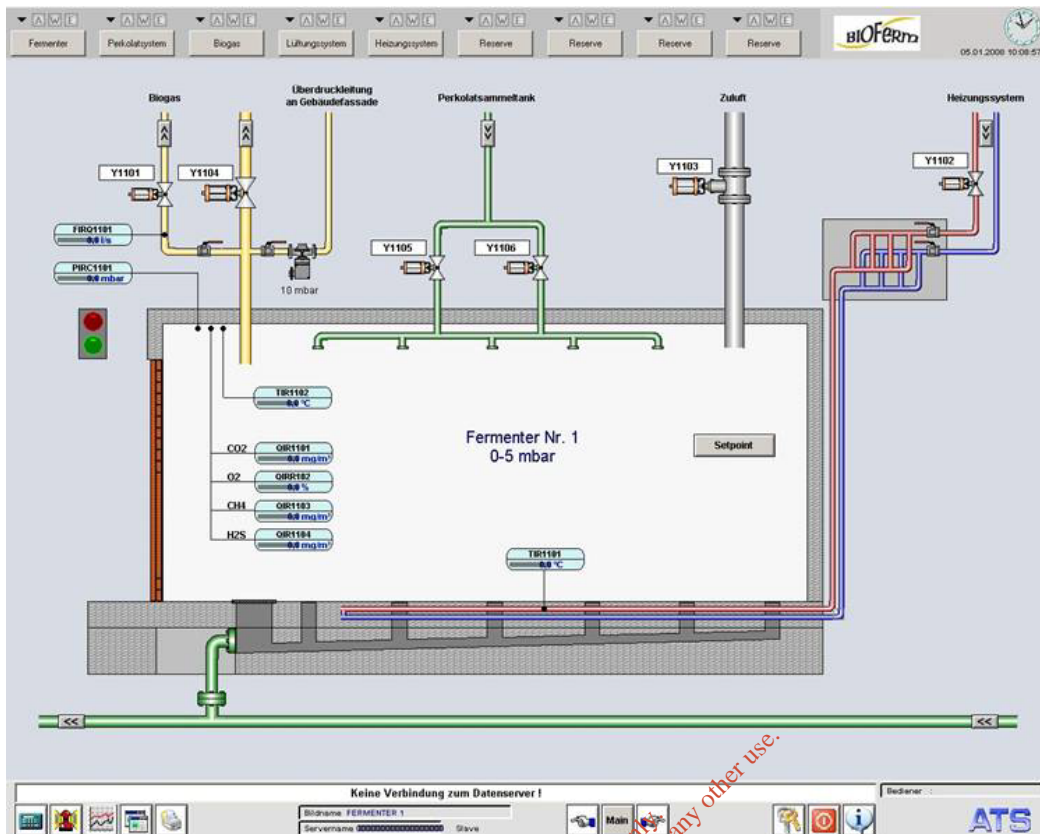 A W E A W E A W E A W E A W E A W E A W E A W E A W E
Fermenter Perkolatsystem Biogas Lüftungssystem Heizungssystem Reserve Reserve Reserve Reserve
BIOFerm
05.01.2006 10:08:57
Biogas
Überdruckleitung
an Gebäudefassade
Perkolatsammeltank
Zuluft
Heizungssystem
Y1101
Y1104
Y1103
Y1102
FIRQ1101
0,0 l/s
Y1105
Y1106
PIRC1101
0,0 mbar
10 mbar
TIR1102
0,0 °C
Fermenter Nr. 1
0-5 mbar
Setpoint
CO2 QIR1101
0,0 mg/m³
O2 QIRR102
0,0 %
CH4 QIR1103
0,0 mg/m³
H2S QIR1104
0,0 mg/m³
TIR1101
0,0 °C
<<
<<
any other use.
Keine Verbindung zum Datenserver !
Bediener :
Bildname FERMENTER 1
Servername Slave
Main
ATS